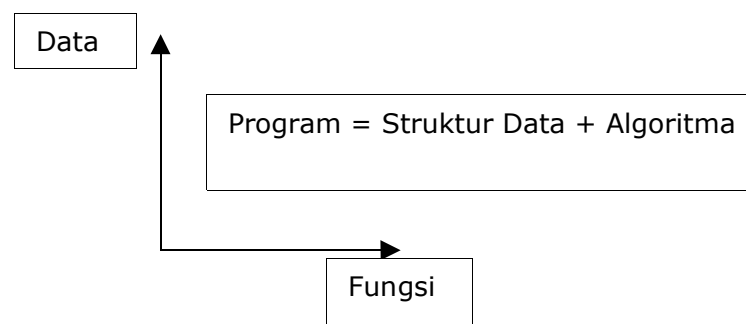 Data
Program = Struktur Data + Algoritma
Fungsi